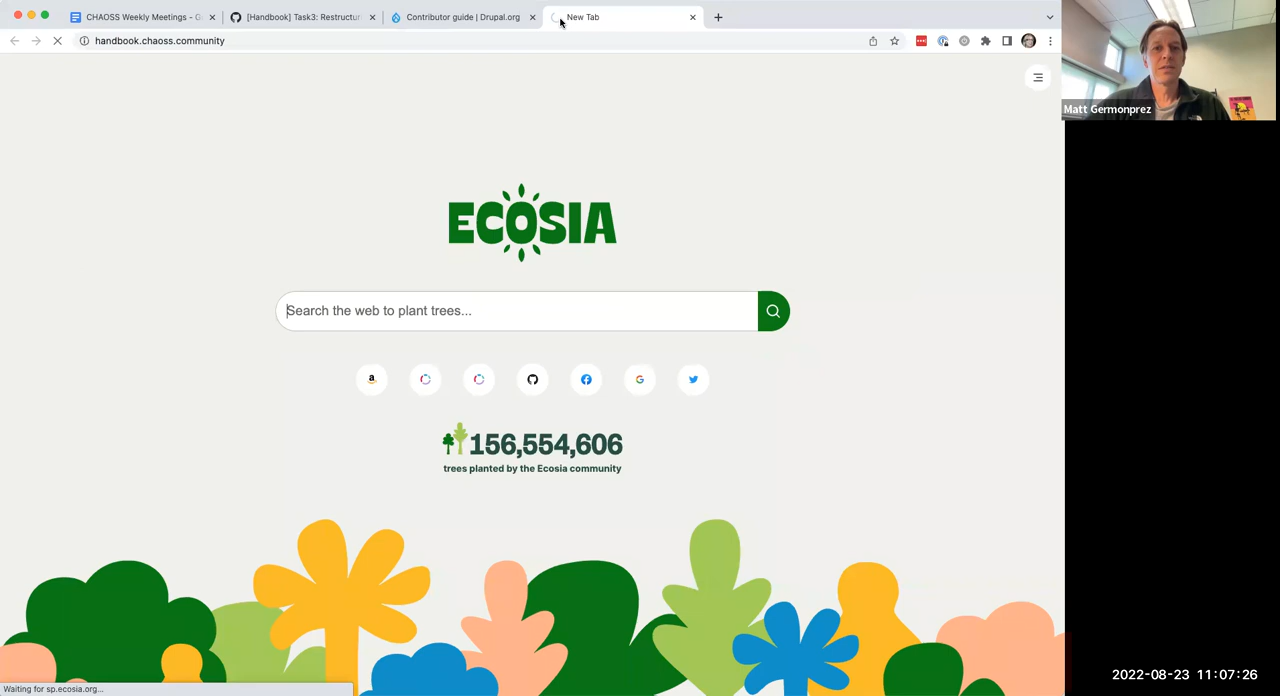 CHAOSS Weekly Meetings - G
[Handbook] Task3: Restructur
Contributor guide | Drupal.org
New Tab
handbook.chaoss.community
Matt Germonprez
ECOSIA
Search the web to plant trees...
156,554,606
trees planted by the Ecosia community
Waiting for sp.ecosia.org...
2022-08-23 11:07:26